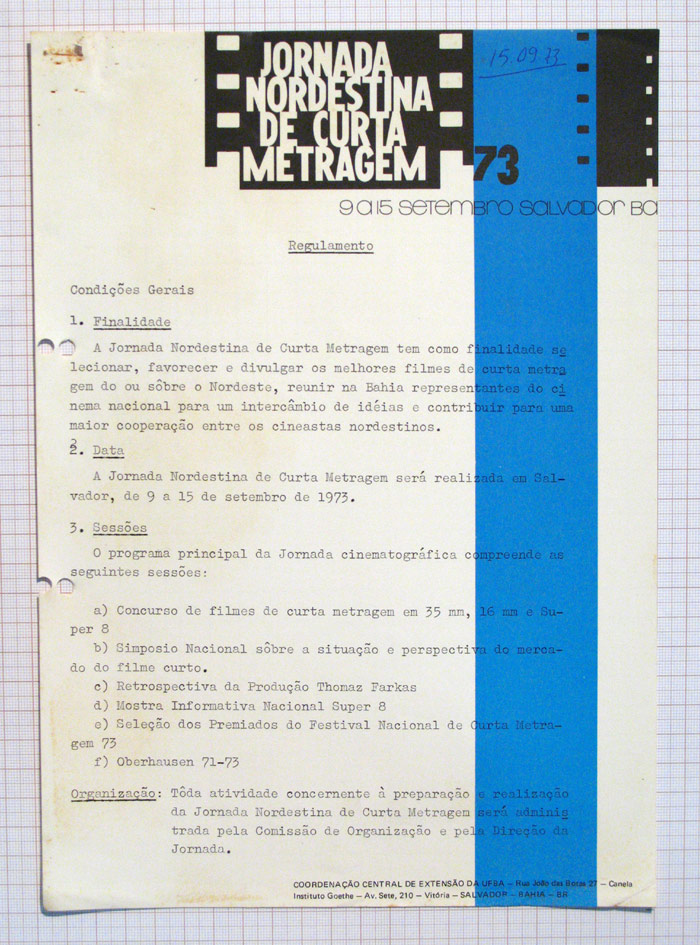 JORNADA
NORDESTINA
DE CURTA
METRAGEM
73
15.09.73
9 a 15 setembro salvador ba
Regulamento
Condições Gerais
1. Finalidade
A Jornada Nordestina de Curta Metragem tem como finalidade se
lecionar, favorecer e divulgar os melhores filmes de curta metra
gem do ou sôbre o Nordeste, reunir na Bahia representantes do ci
nema nacional para um intercâmbio de idéias e contribuir para uma
maior cooperação entre os cineastas nordestinos.
2. Data
A Jornada Nordestina de Curta Metragem será realizada em Sal-
vador, de 9 a 15 de setembro de 1973.
3. Sessões
O programa principal da Jornada cinematográfica compreende as
seguintes sessões:
a) Concurso de filmes de curta metragem em 35 mm, 16 mm e Su-
per 8
b) Simposio Nacional sôbre a situação e perspectiva do merca-
do do filme curto.
c) Retrospectiva da Produção Thomaz Farkas
d) Mostra Informativa Nacional Super 8
e) Seleção dos Premiados do Festival Nacional de Curta Metra-
gem 73
f) Oberhausen 71-73
Organização: Tôda atividade concernente à preparação e realização
da Jornada Nordestina de Curta Metragem será adminis
trada pela Comissão de Organização e pela Direção da
Jornada.
COORDENAÇÃO CENTRAL DE EXTENSÃO DA UFBA – Rua João das Botas 27 – Canela
Instituto Goethe – Av. Sete, 210 – Vitória – SALVADOR – BAHIA – BR